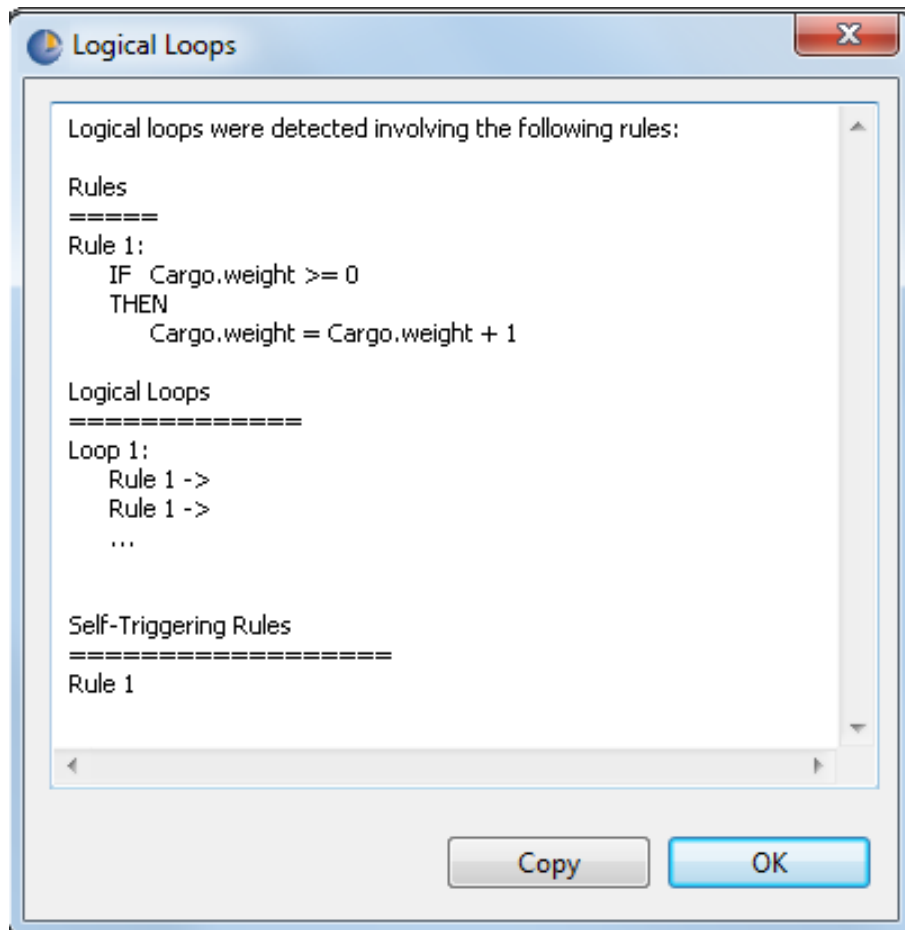 Logical Loops
Logical loops were detected involving the following rules:
Rules
=====
Rule 1:
IF Cargo.weight >= 0
THEN
Cargo.weight = Cargo.weight + 1
Logical Loops
=============
Loop 1:
Rule 1 ->
Rule 1 ->
...
Self-Triggering Rules
==================
Rule 1
Copy
OK